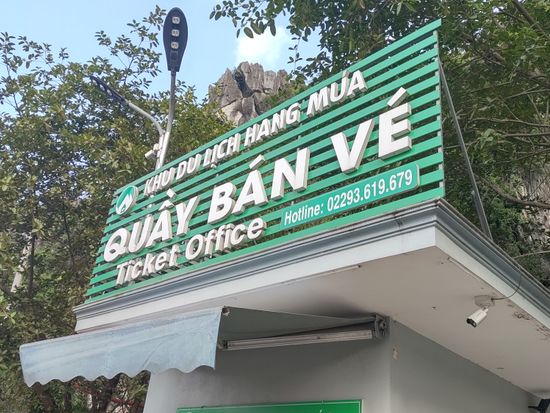 KHU DU LỊCH HANG MÚA
QUẦY BÁN VÉ
Ticket Office
Hotline: 02293.619.679